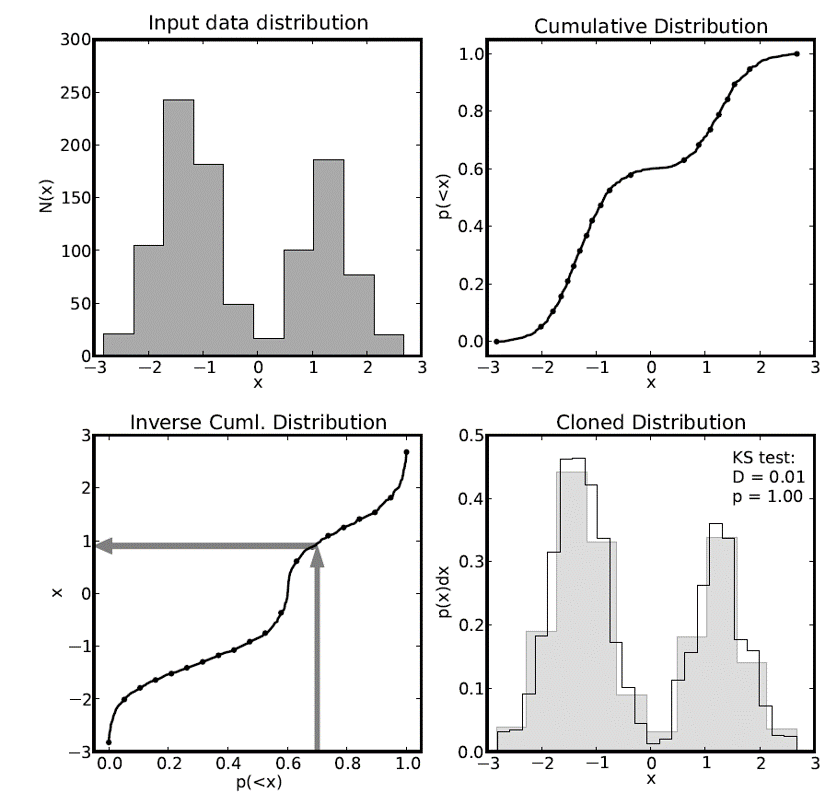 Input data distribution
300
250
200
150
100
50
0
N(x)
−3 −2 −1 0 1 2 3
x
Cumulative Distribution
1.0
0.8
0.6
0.4
0.2
0.0
p(<x)
−3 −2 −1 0 1 2 3
x
Inverse Cuml. Distribution
3
2
1
0
−1
−2
−3
x
0.0 0.2 0.4 0.6 0.8 1.0
p(<x)
Cloned Distribution
KS test:
D = 0.01
p = 1.00
0.5
0.4
0.3
0.2
0.1
0.0
p(x)dx
−3 −2 −1 0 1 2 3
x